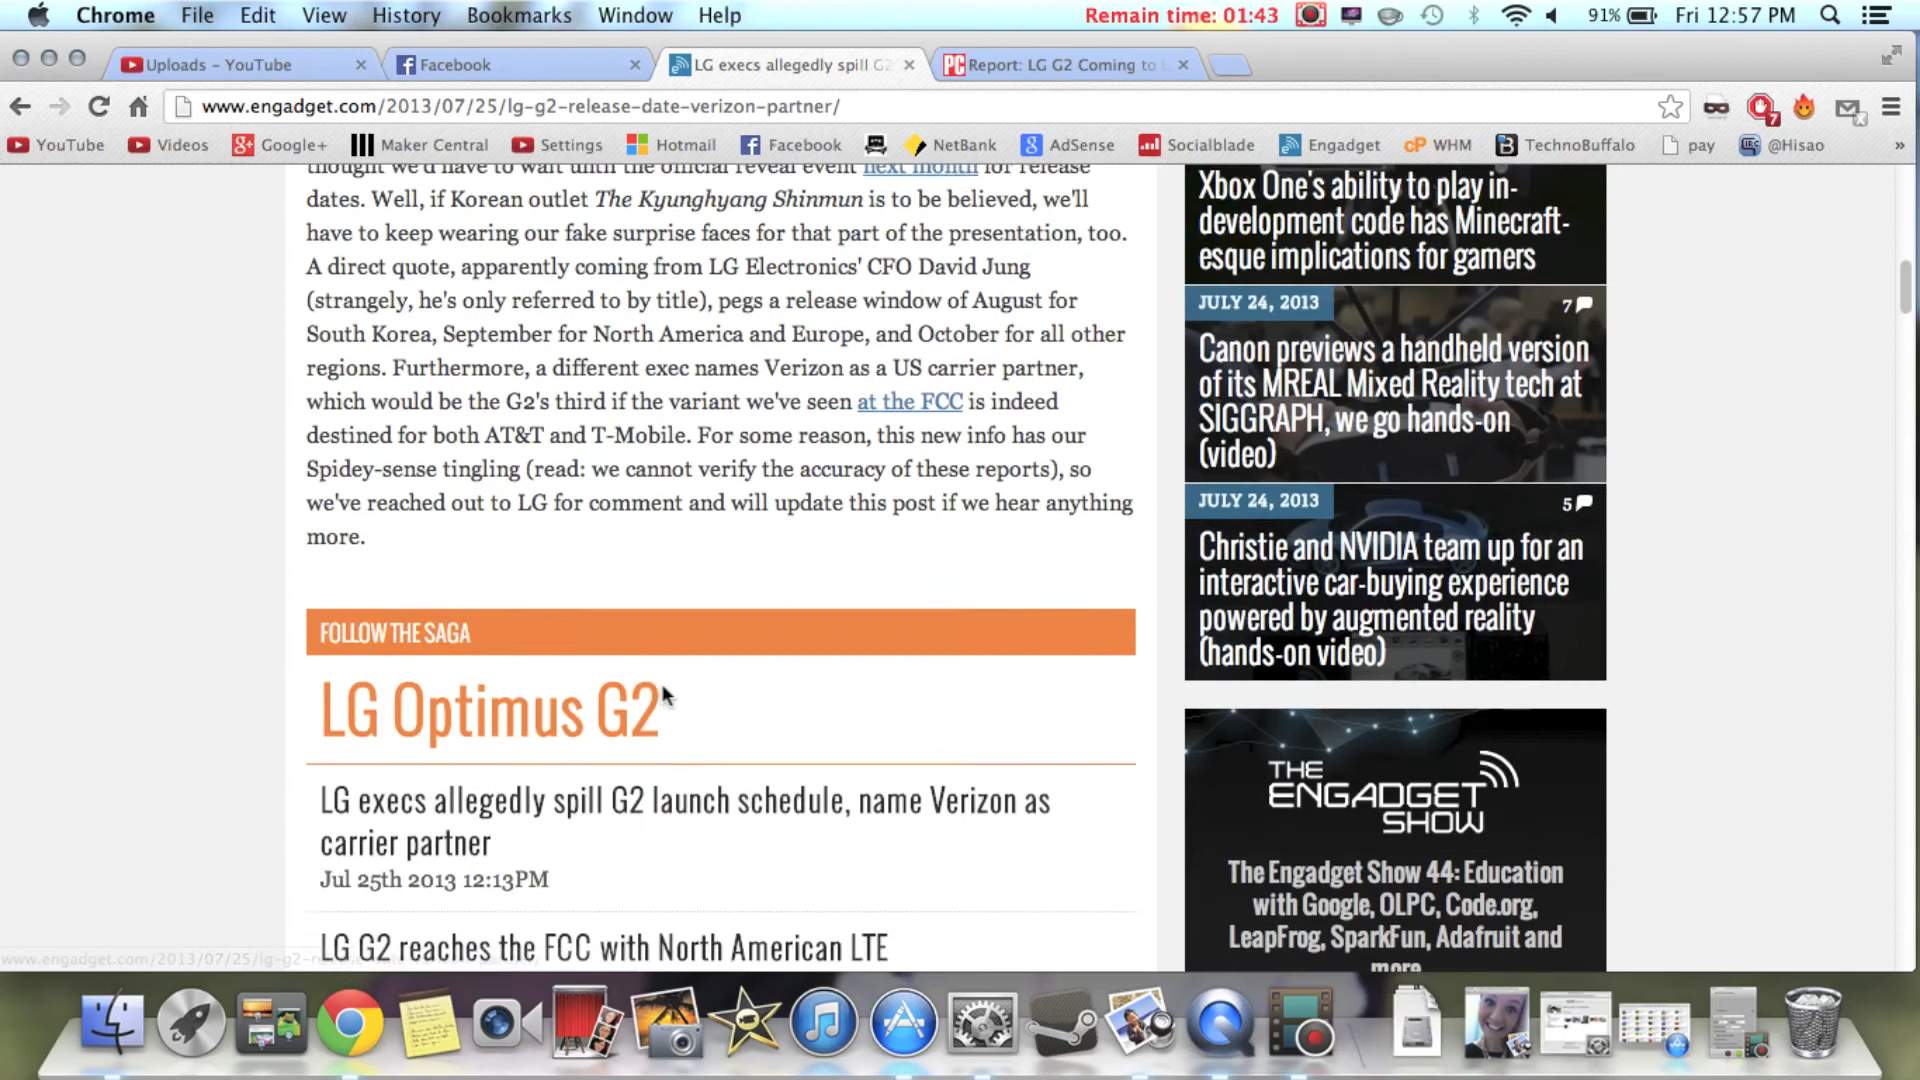 Chrome File Edit View History Bookmarks Window Help
Remain time: 01:43 91% Fri 12:57 PM
Uploads – YouTube
Facebook
LG execs allegedly spill G2
Report: LG G2 Coming to
www.engadget.com/2013/07/25/lg-g2-release-date-verizon-partner/
7
YouTube Videos Google+ Maker Central Settings Hotmail Facebook NetBank AdSense Socialblade Engadget WHM TechnoBuffalo pay @Hisao »
thought we'd have to wait until the official reveal event next month for release
dates. Well, if Korean outlet The Kyunghyang Shinmun is to be believed, we'll
have to keep wearing our fake surprise faces for that part of the presentation, too.
A direct quote, apparently coming from LG Electronics' CFO David Jung
(strangely, he's only referred to by title), pegs a release window of August for
South Korea, September for North America and Europe, and October for all other
regions. Furthermore, a different exec names Verizon as a US carrier partner,
which would be the G2's third if the variant we've seen at the FCC is indeed
destined for both AT&T and T-Mobile. For some reason, this new info has our
Spidey-sense tingling (read: we cannot verify the accuracy of these reports), so
we've reached out to LG for comment and will update this post if we hear anything
more.
FOLLOW THE SAGA
LG Optimus G2
LG execs allegedly spill G2 launch schedule, name Verizon as
carrier partner
Jul 25th 2013 12:13PM
LG G2 reaches the FCC with North American LTE
Xbox One's ability to play in-
development code has Minecraft-
esque implications for gamers
JULY 24, 2013 7
Canon previews a handheld version
of its MREAL Mixed Reality tech at
SIGGRAPH, we go hands-on
(video)
JULY 24, 2013 5
Christie and NVIDIA team up for an
interactive car-buying experience
powered by augmented reality
(hands-on video)
THE
ENGADGET
SHOW
The Engadget Show 44: Education
with Google, OLPC, Code.org,
LeapFrog, SparkFun, Adafruit and
more